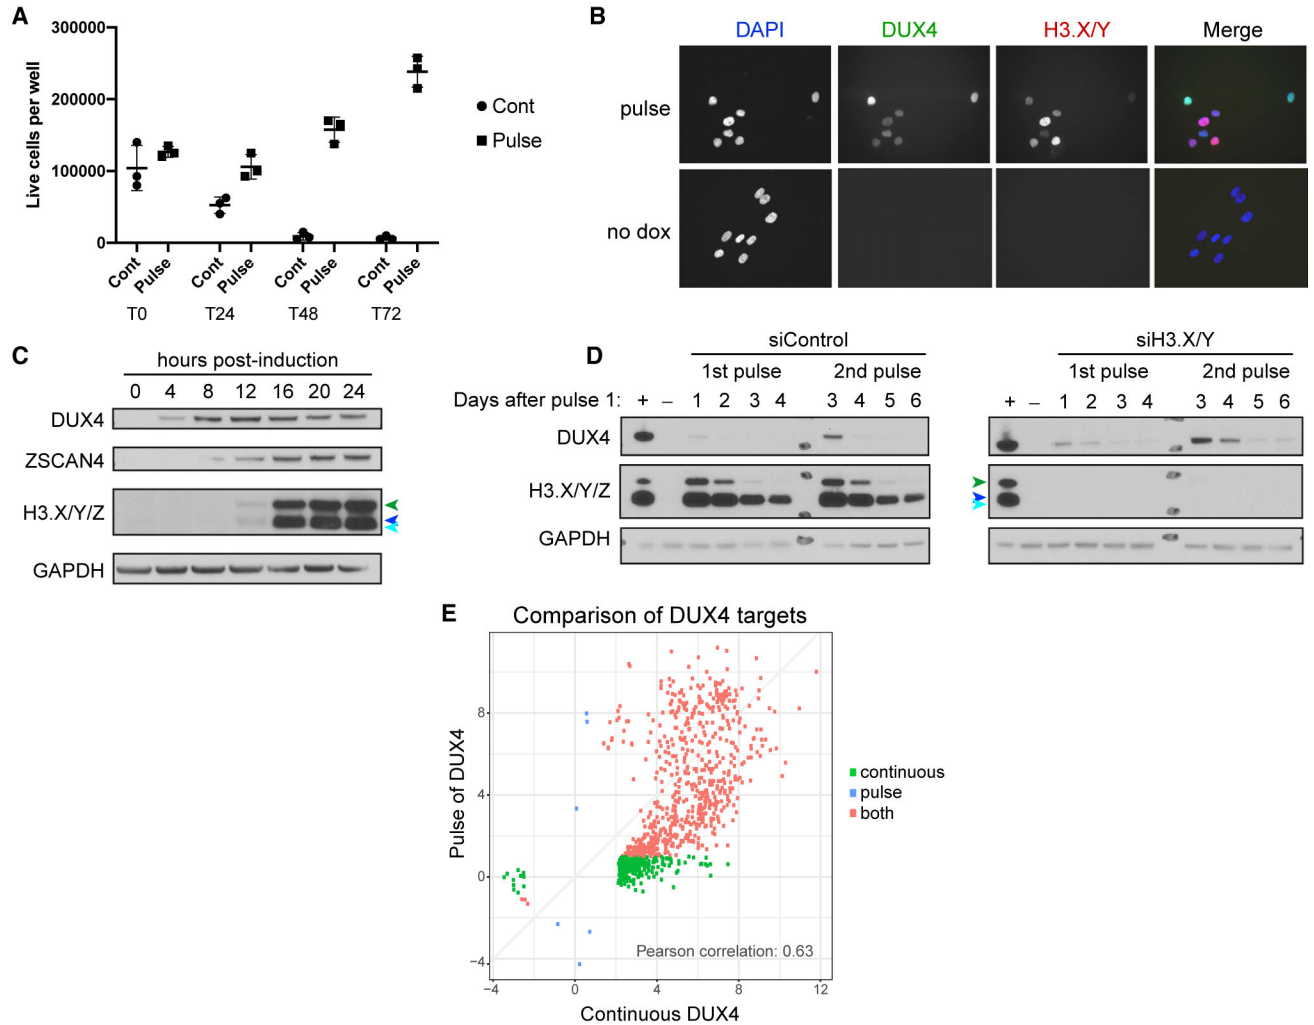 A
300000
200000
100000
0
Live cells per well
Cont
Pulse
Cont Pulse Cont Pulse Cont Pulse Cont Pulse
T0 T24 T48 T72
B
DAPI DUX4 H3.X/Y Merge
pulse
no dox
C
hours post-induction
0 4 8 12 16 20 24
DUX4
ZSCAN4
H3.X/Y/Z
GAPDH
D
siControl siH3.X/Y
1st pulse 2nd pulse 1st pulse 2nd pulse
Days after pulse 1: + – 1 2 3 4 3 4 5 6 + – 1 2 3 4 3 4 5 6
DUX4
H3.X/Y/Z
GAPDH
E
Comparison of DUX4 targets
Pulse of DUX4
8
4
0
−4
continuous
pulse
both
Pearson correlation: 0.63
−4 0 4 8 12
Continuous DUX4